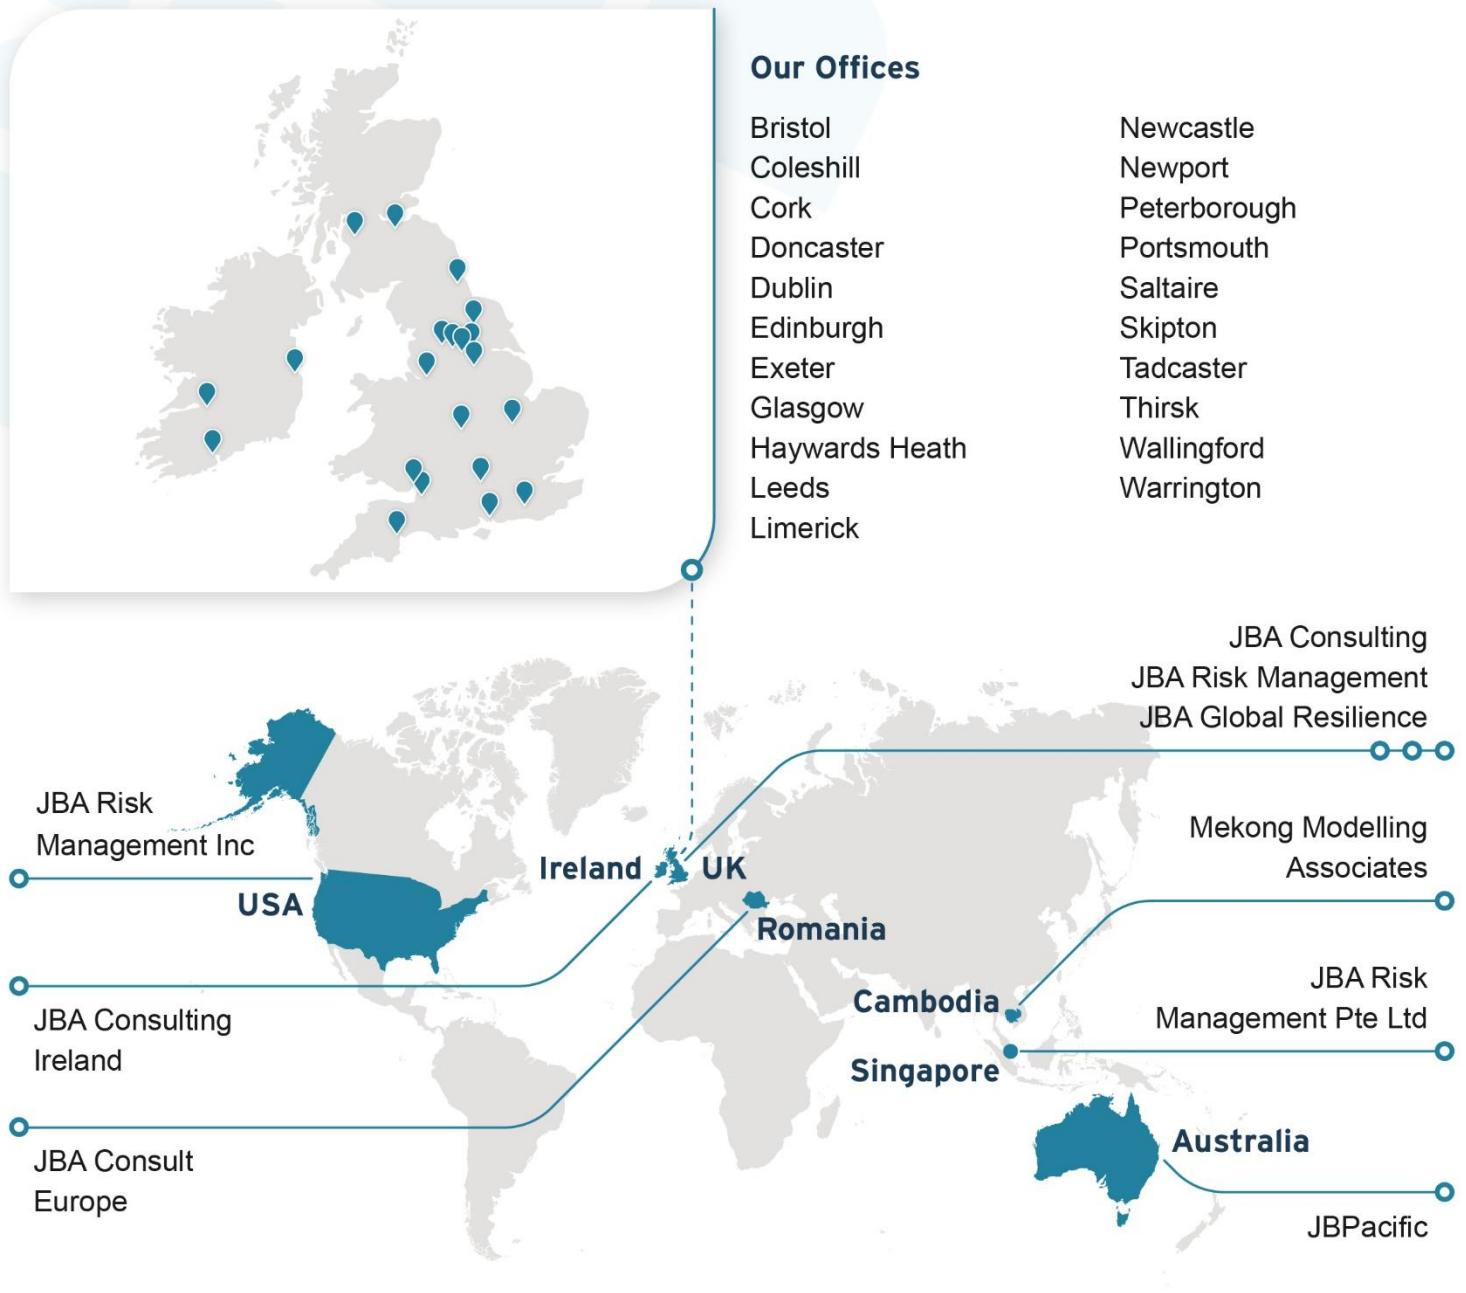 Our Offices
Bristol
Coleshill
Cork
Doncaster
Dublin
Edinburgh
Exeter
Glasgow
Haywards Heath
Leeds
Limerick
Newcastle
Newport
Peterborough
Portsmouth
Saltaire
Skipton
Tadcaster
Thirsk
Wallingford
Warrington
JBA Consulting
JBA Risk Management
JBA Global Resilience
JBA Risk
Management Inc
USA
Ireland
UK
Romania
Mekong Modelling
Associates
Cambodia
JBA Risk
Management Pte Ltd
Singapore
JBA Consulting
Ireland
JBA Consult
Europe
Australia
JBPacific